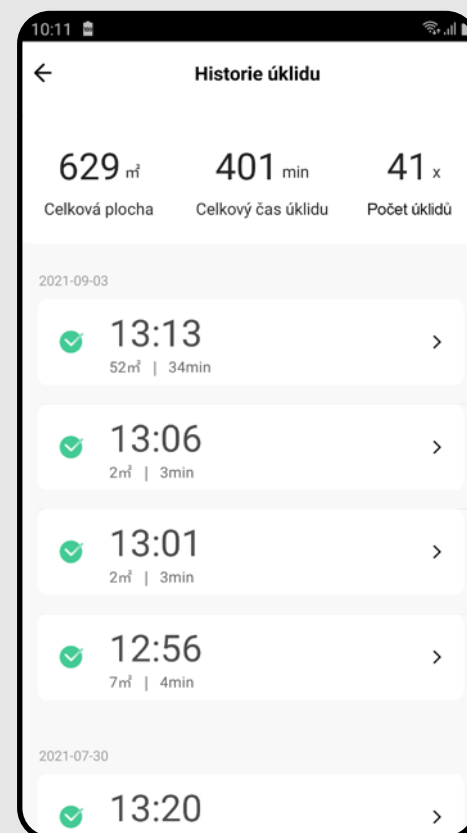 10:11
Historie úklidu
629 ㎡ 401 min 41 x
Celková plocha Celkový čas úklidu Počet úklidů
2021-09-03
13:13
52㎡ | 34min
13:06
2㎡ | 3min
13:01
2㎡ | 3min
12:56
7㎡ | 4min
2021-07-30
13:20